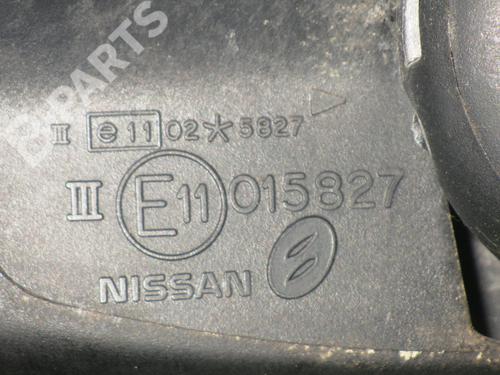 B-PARTS
II e11 02*5827
III E11 015827
NISSAN